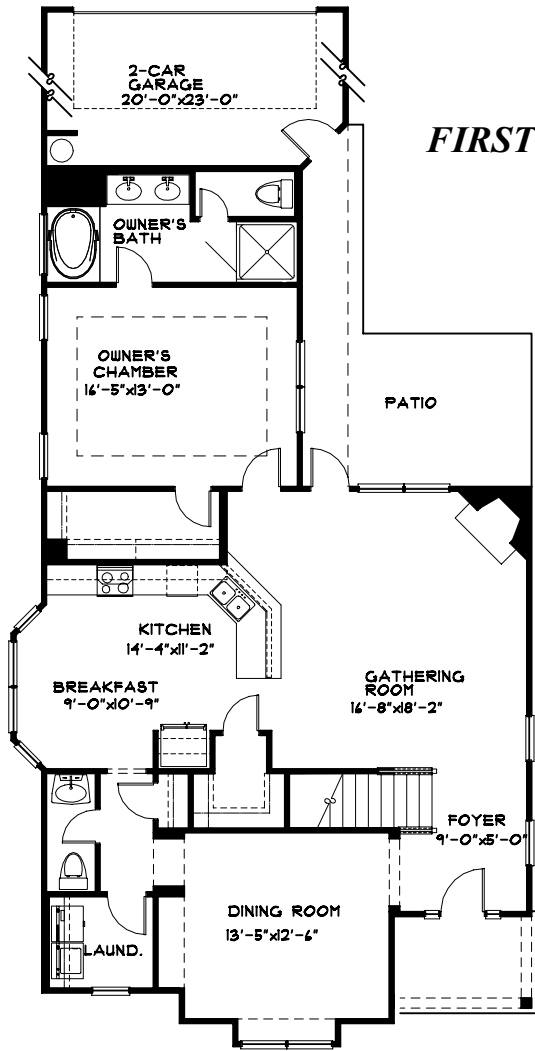 2-CAR
GARAGE
20'-0"x23'-0"
FIRST
OWNER'S
BATH
OWNER'S
CHAMBER
16'-5"x13'-0"
PATIO
KITCHEN
14'-4"x11'-2"
BREAKFAST
9'-0"x10'-9"
GATHERING
ROOM
16'-8"x18'-2"
FOYER
9'-0"x5'-0"
DINING ROOM
13'-5"x12'-6"
LAUND.